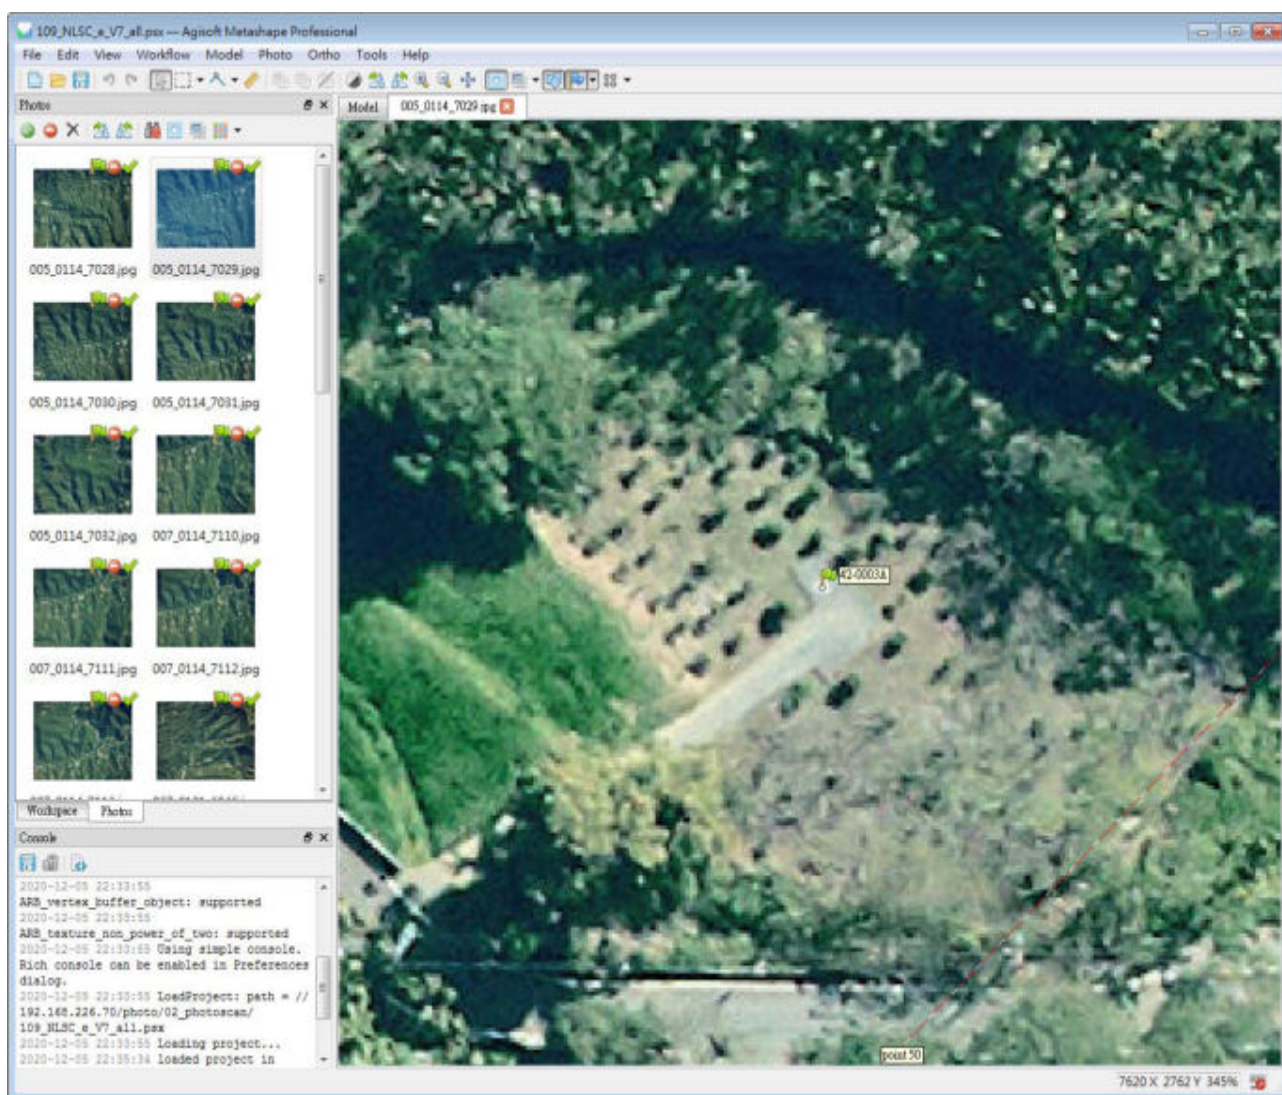 109_NLSC_e_V7_all.psx — Agisoft Metashape Professional
File Edit View Workflow Model Photo Ortho Tools Help
Photos
Model 005_0114_7029.jpg
005_0114_7028.jpg 005_0114_7029.jpg
005_0114_7030.jpg 005_0114_7031.jpg
005_0114_7032.jpg 007_0114_7110.jpg
007_0114_7111.jpg 007_0114_7112.jpg
42-0003A
point 50
Workspace Photos
Console
2020-12-05 22:33:55
ARB_vertex_buffer_object: supported
2020-12-05 22:33:55
ARB_texture_non_power_of_two: supported
2020-12-05 22:33:55 Using simple console.
Rich console can be enabled in Preferences
dialog.
2020-12-05 22:33:55 LoadProject: path = //
192.168.226.70/photo/02_photoscan/
109_NLSC_e_V7_all.psx
2020-12-05 22:33:55 Loading project...
2020-12-05 22:35:34 loaded project in
7620 X 2762 Y 345%